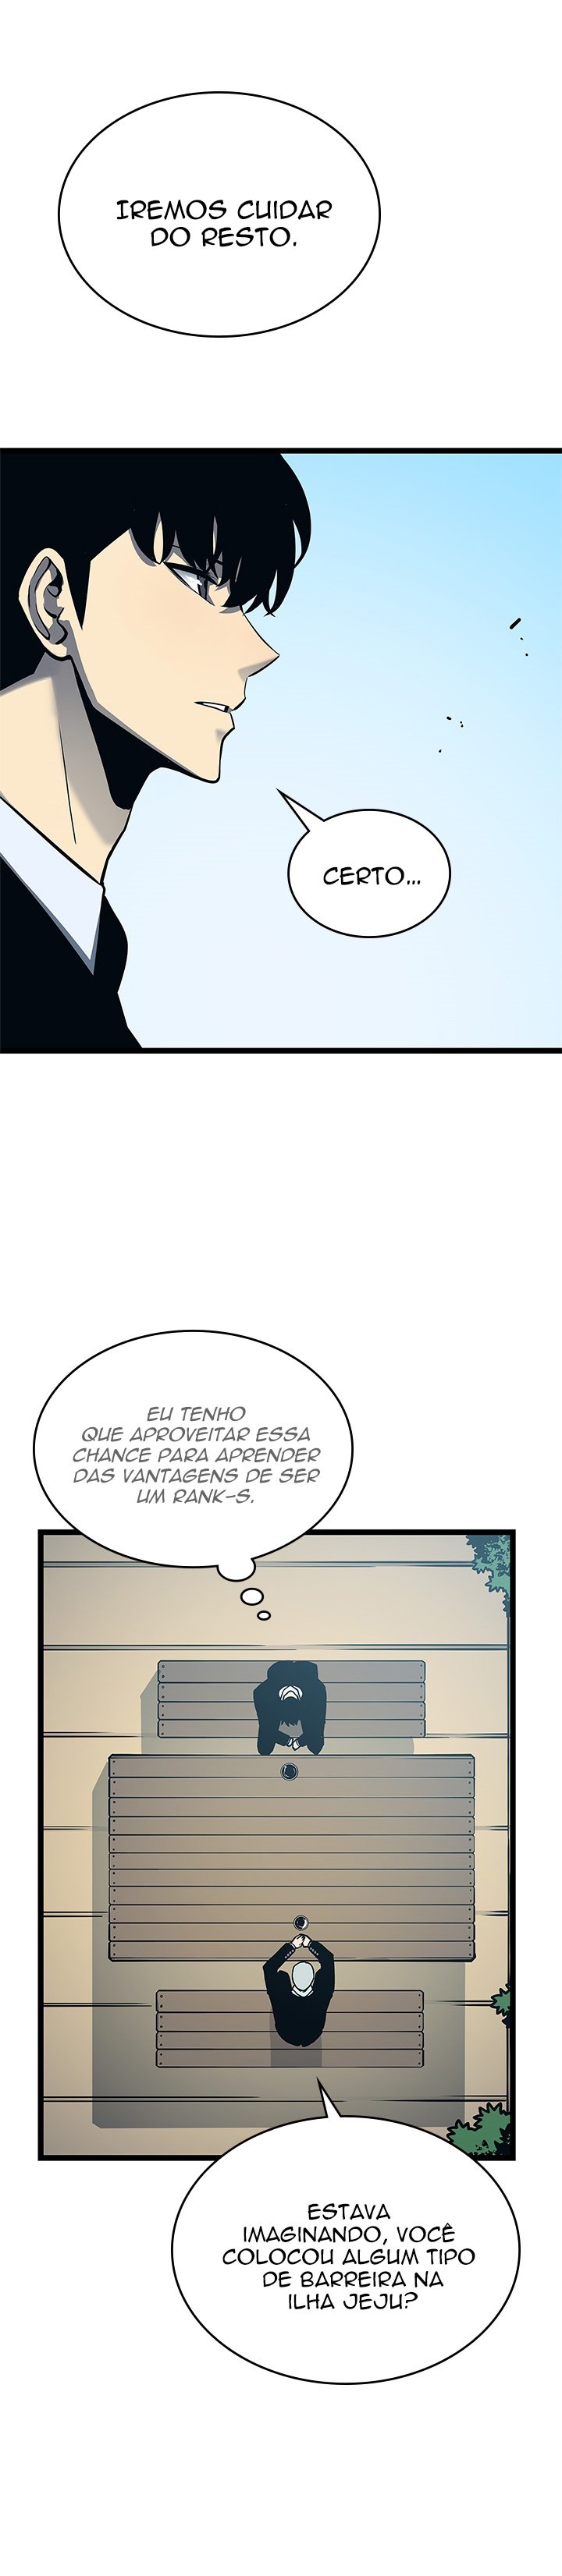 IREMOS CUIDAR
DO RESTO.
CERTO...
EU TENHO
QUE APROVEITAR ESSA
CHANCE PARA APRENDER
DAS VANTAGENS DE SER
UM RANK-S.
ESTAVA
IMAGINANDO, VOCÊ
COLOCOU ALGUM TIPO
DE BARREIRA NA
ILHA JEJU?